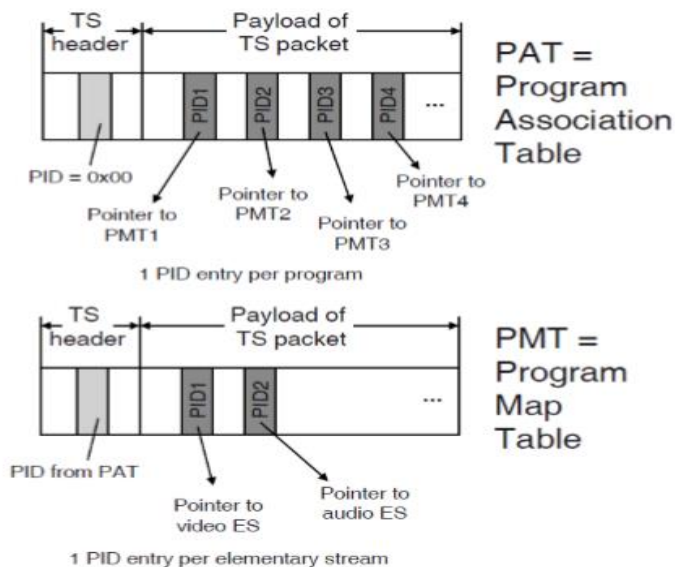 TS
header
Payload of
TS packet
PID1
PID2
PID3
PID4
...
PID = 0x00
Pointer to
PMT1
Pointer to
PMT2
Pointer to
PMT3
Pointer to
PMT4
1 PID entry per program
PAT =
Program
Association
Table
TS
header
Payload of
TS packet
PID1
PID2
...
PID from PAT
Pointer to
video ES
Pointer to
audio ES
1 PID entry per elementary stream
PMT =
Program
Map
Table